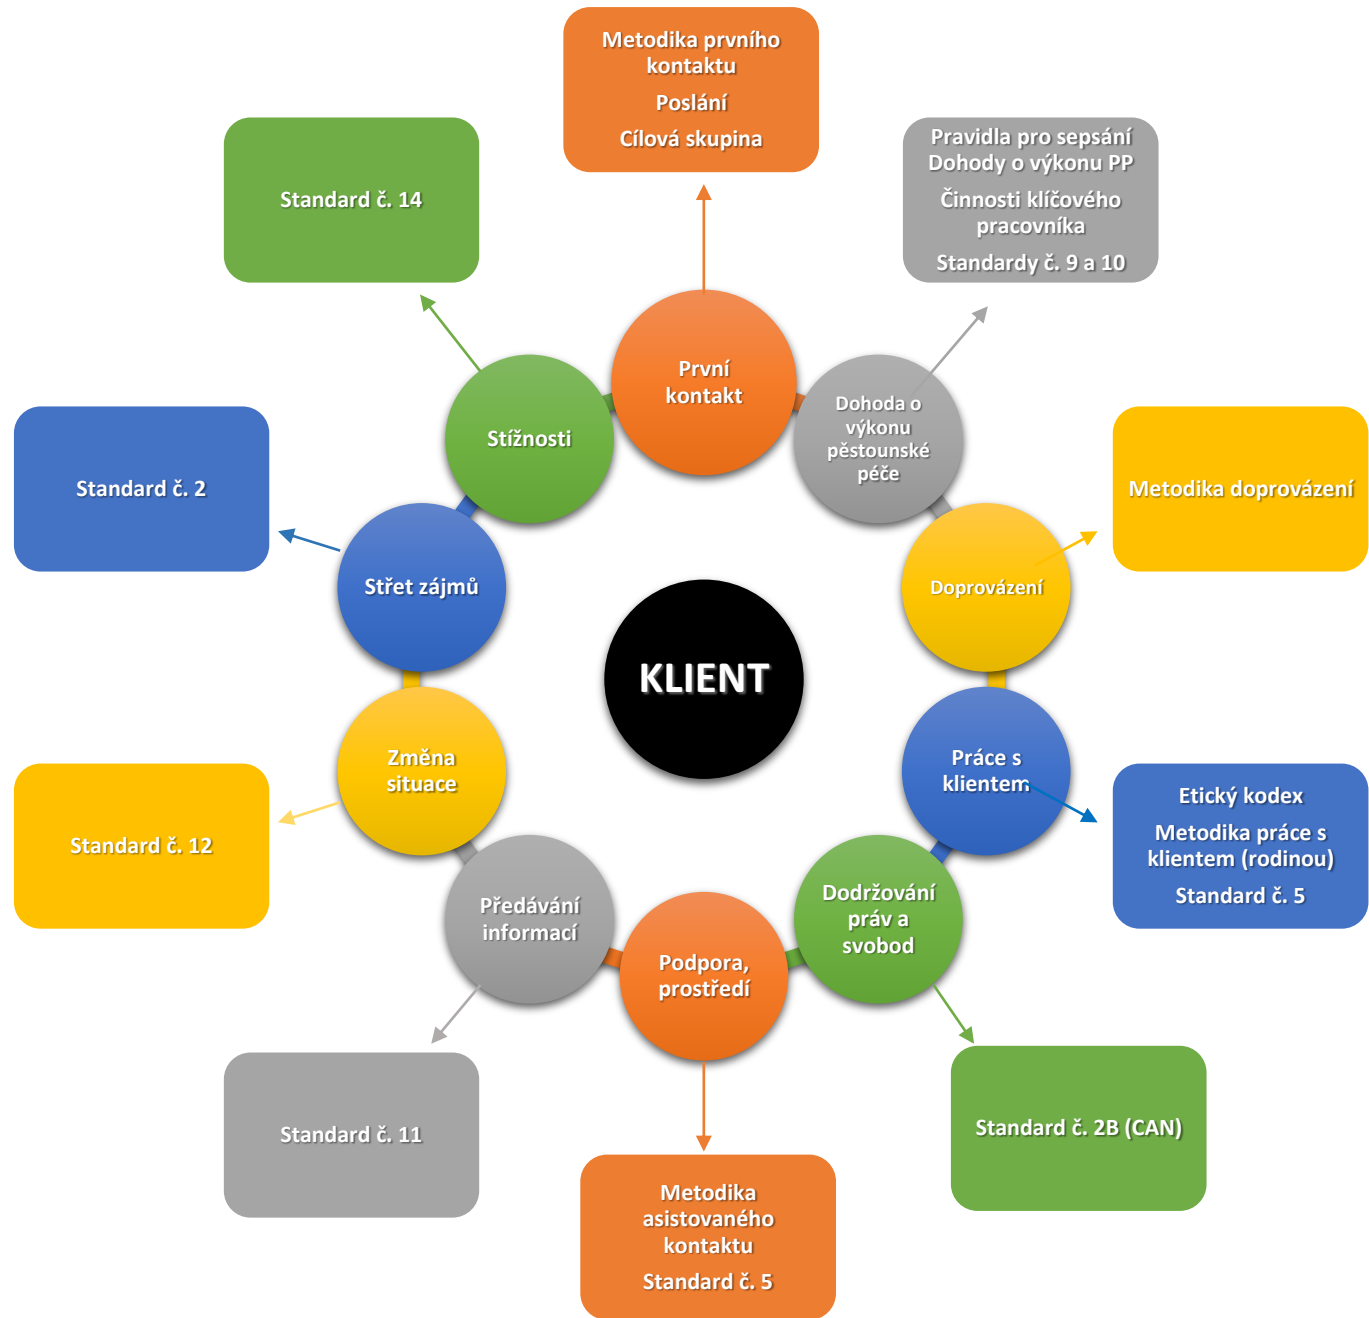 Metodika prvního
kontaktu
Poslání
Cílová skupina
Pravidla pro sepsání
Dohody o výkonu PP
Činnosti klíčového
pracovníka
Standardy č. 9 a 10
Standard č. 14
První
kontakt
Dohoda o
výkonu
pěstounské
péče
Stížnosti
Standard č. 2
Metodika doprovázení
Střet zájmů
Doprovázení
KLIENT
Změna
situace
Práce s
klientem
Standard č. 12
Etický kodex
Metodika práce s
klientem (rodinou)
Standard č. 5
Předávání
informací
Dodržování
práv a
svobod
Podpora,
prostředí
Standard č. 11
Standard č. 2B (CAN)
Metodika
asistovaného
kontaktu
Standard č. 5